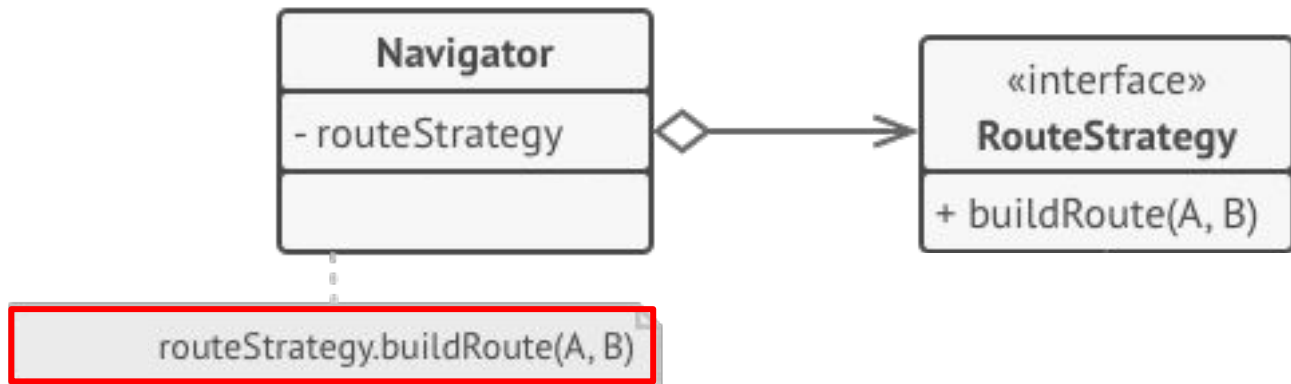 Navigator
- routeStrategy
«interface»
RouteStrategy
+ buildRoute(A, B)
routeStrategy.buildRoute(A, B)